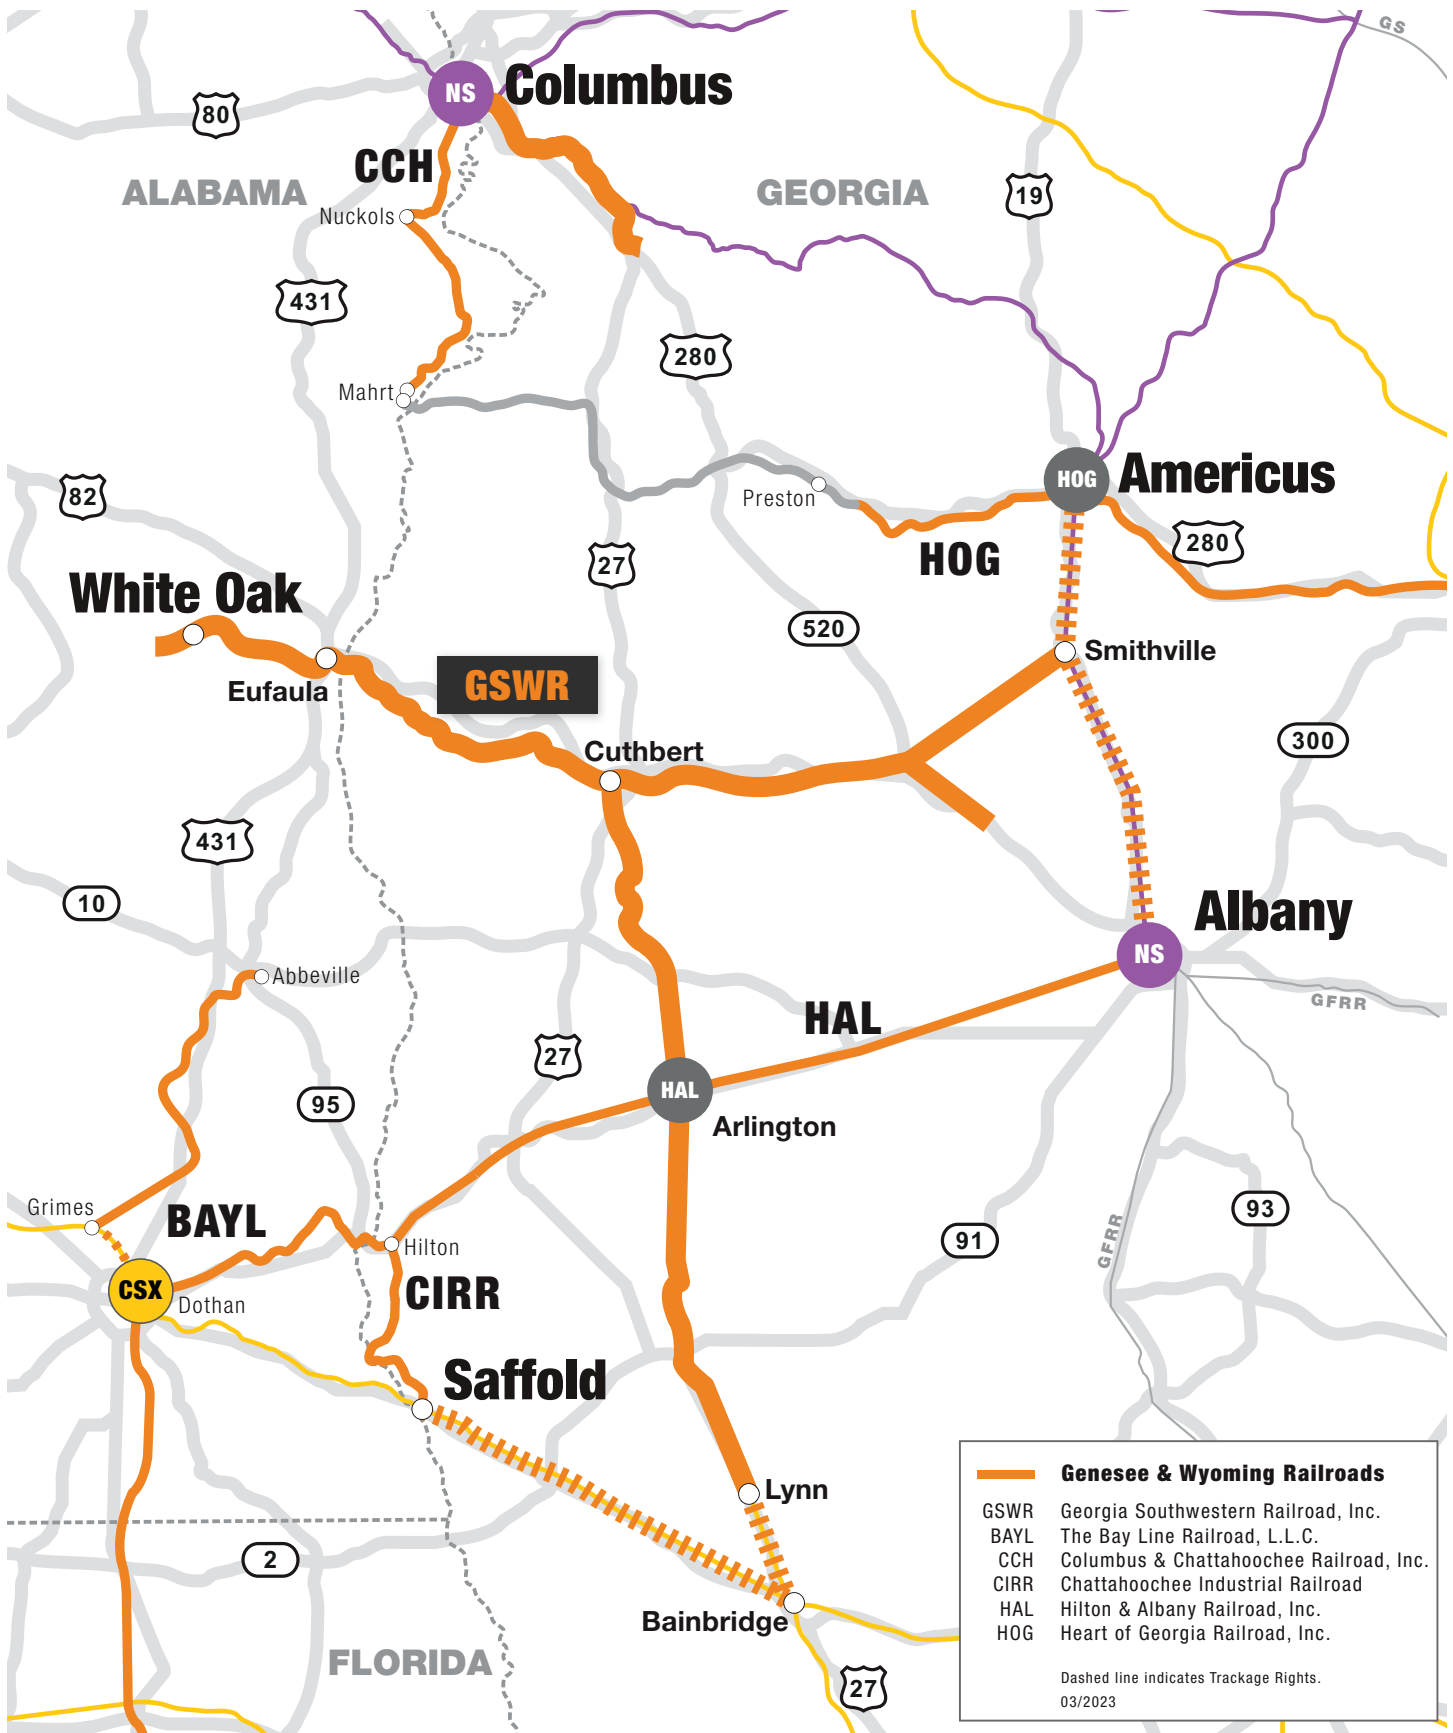 GS
NS
Columbus
80
CCH
ALABAMA
GEORGIA
19
Nuckols
431
280
Mahrt
HOG
Americus
82
Preston
280
27
HOG
White Oak
520
Smithville
GSWR
Eufaula
300
Cuthbert
431
10
Albany
NS
Abbeville
GFRR
HAL
27
HAL
95
Arlington
Grimes
BAYL
93
GFRR
91
Hilton
CSX
Dothan
CIRR
Saffold
Lynn
2
Bainbridge
FLORIDA
27
Genesee & Wyoming Railroads
GSWR Georgia Southwestern Railroad, Inc.
BAYL The Bay Line Railroad, L.L.C.
CCH Columbus & Chattahoochee Railroad, Inc.
CIRR Chattahoochee Industrial Railroad
HAL Hilton & Albany Railroad, Inc.
HOG Heart of Georgia Railroad, Inc.
Dashed line indicates Trackage Rights.
03/2023